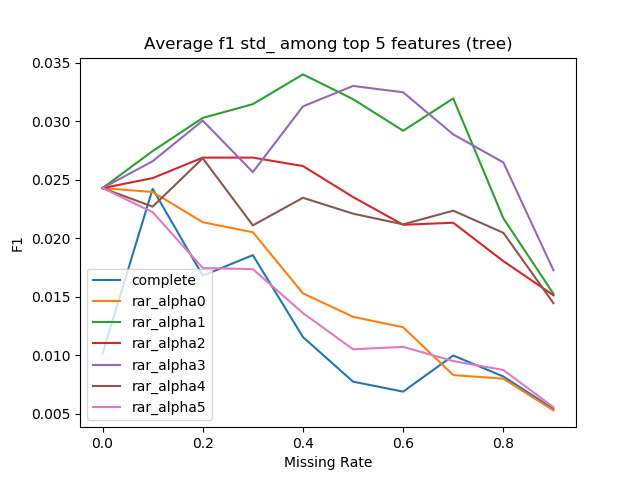 Average f1 std_ among top 5 features (tree)
0.035
0.030
0.025
0.020
0.015
0.010
0.005
F1
complete
rar_alpha0
rar_alpha1
rar_alpha2
rar_alpha3
rar_alpha4
rar_alpha5
0.0 0.2 0.4 0.6 0.8
Missing Rate